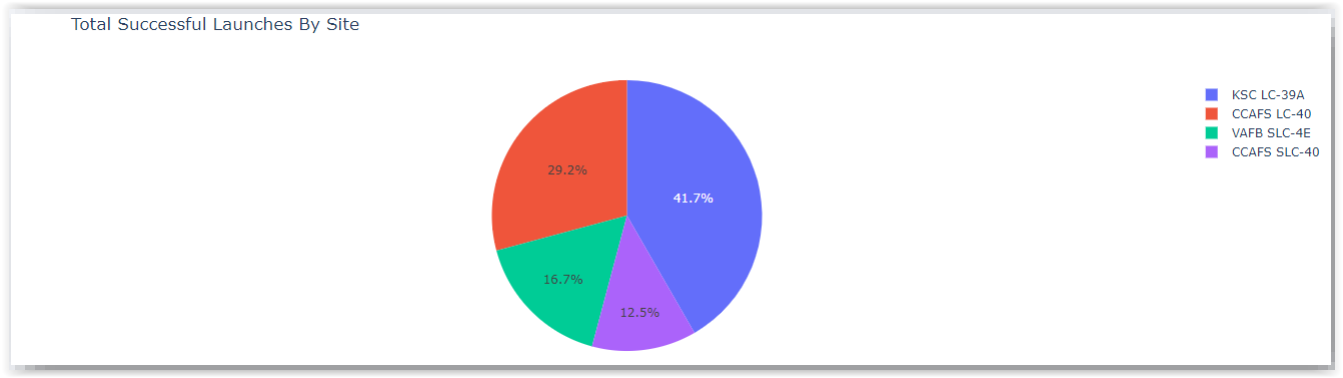 Total Successful Launches By Site
KSC LC-39A
CCAFS LC-40
VAFB SLC-4E
CCAFS SLC-40
29.2%
41.7%
16.7%
12.5%